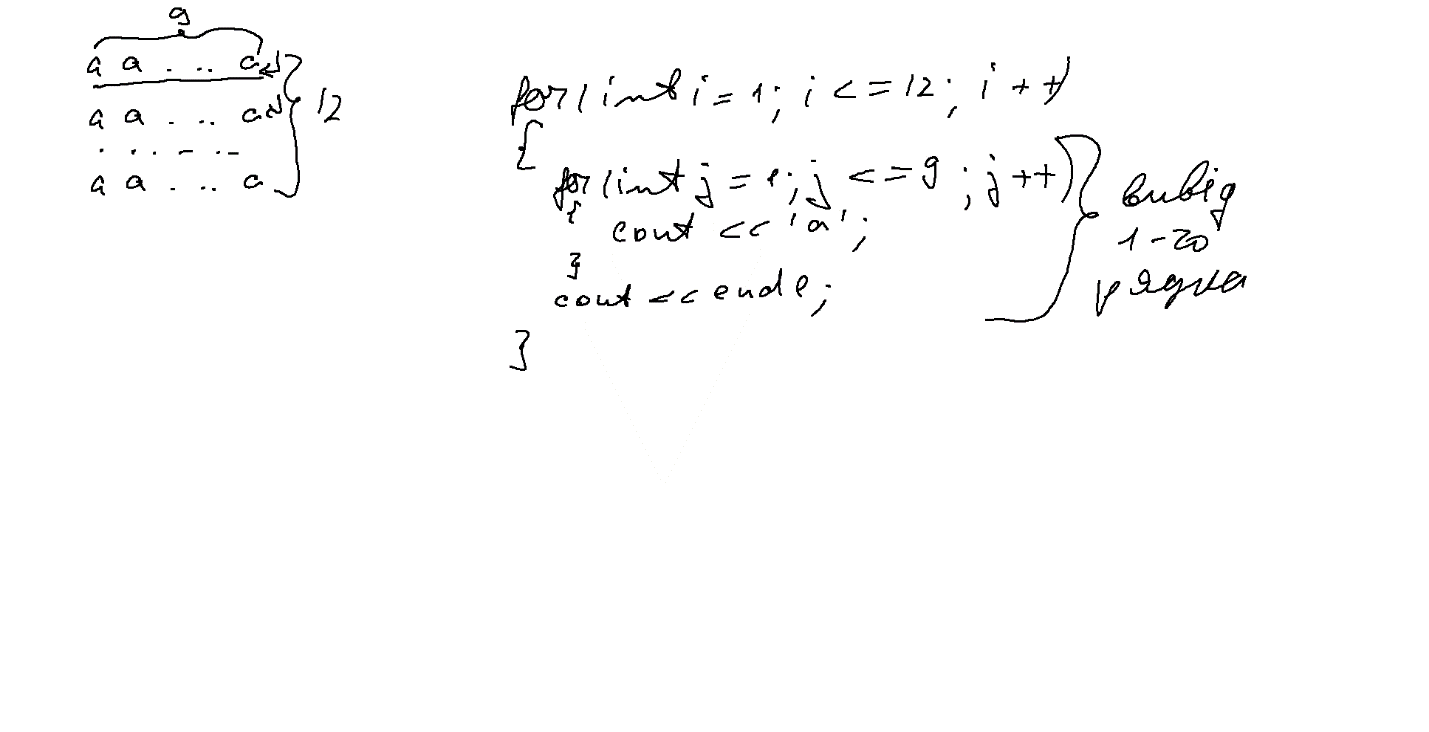 9
a a . . . a ↵
a a . . . a ↵
. . . - . -
a a . . . a
12
for (int i = 1; i <= 12; i++)
{
for (int j = 1; j <= 9; j++)
{
cout << 'a';
}
cout << endl;
}
вивід
1-го
рядка